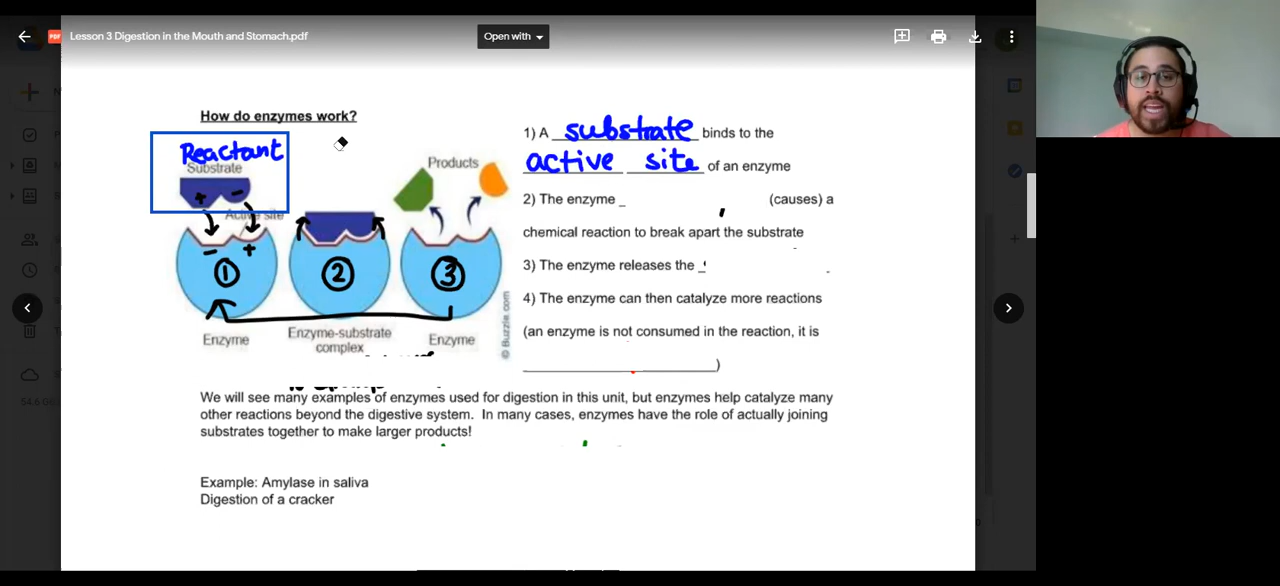 Lesson 3 Digestion in the Mouth and Stomach.pdf
Open with
How do enzymes work?
Reactant
Substrate
Active site
Products
+ -
- +
1 2 3
Enzyme
Enzyme-substrate
complex
Enzyme
© Buzzle.com
1) A substrate binds to the
active site of an enzyme
2) The enzyme _ (causes) a
chemical reaction to break apart the substrate
3) The enzyme releases the _
4) The enzyme can then catalyze more reactions
(an enzyme is not consumed in the reaction, it is
____________________)
We will see many examples of enzymes used for digestion in this unit, but enzymes help catalyze many
other reactions beyond the digestive system. In many cases, enzymes have the role of actually joining
substrates together to make larger products!
Example: Amylase in saliva
Digestion of a cracker